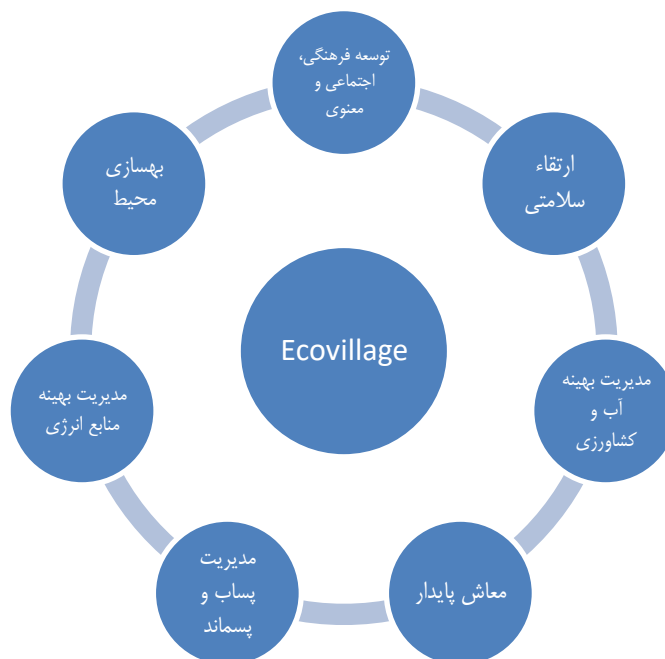 توسعه فرهنگی،
اجتماعی و
معنوی
ارتقاء
سلامتی
مدیریت بهینه
آب و
کشاورزی
معاش پایدار
مدیریت
پساب و
پسماند
مدیریت بهینه
منابع انرژی
بهسازی
محیط
Ecovillage